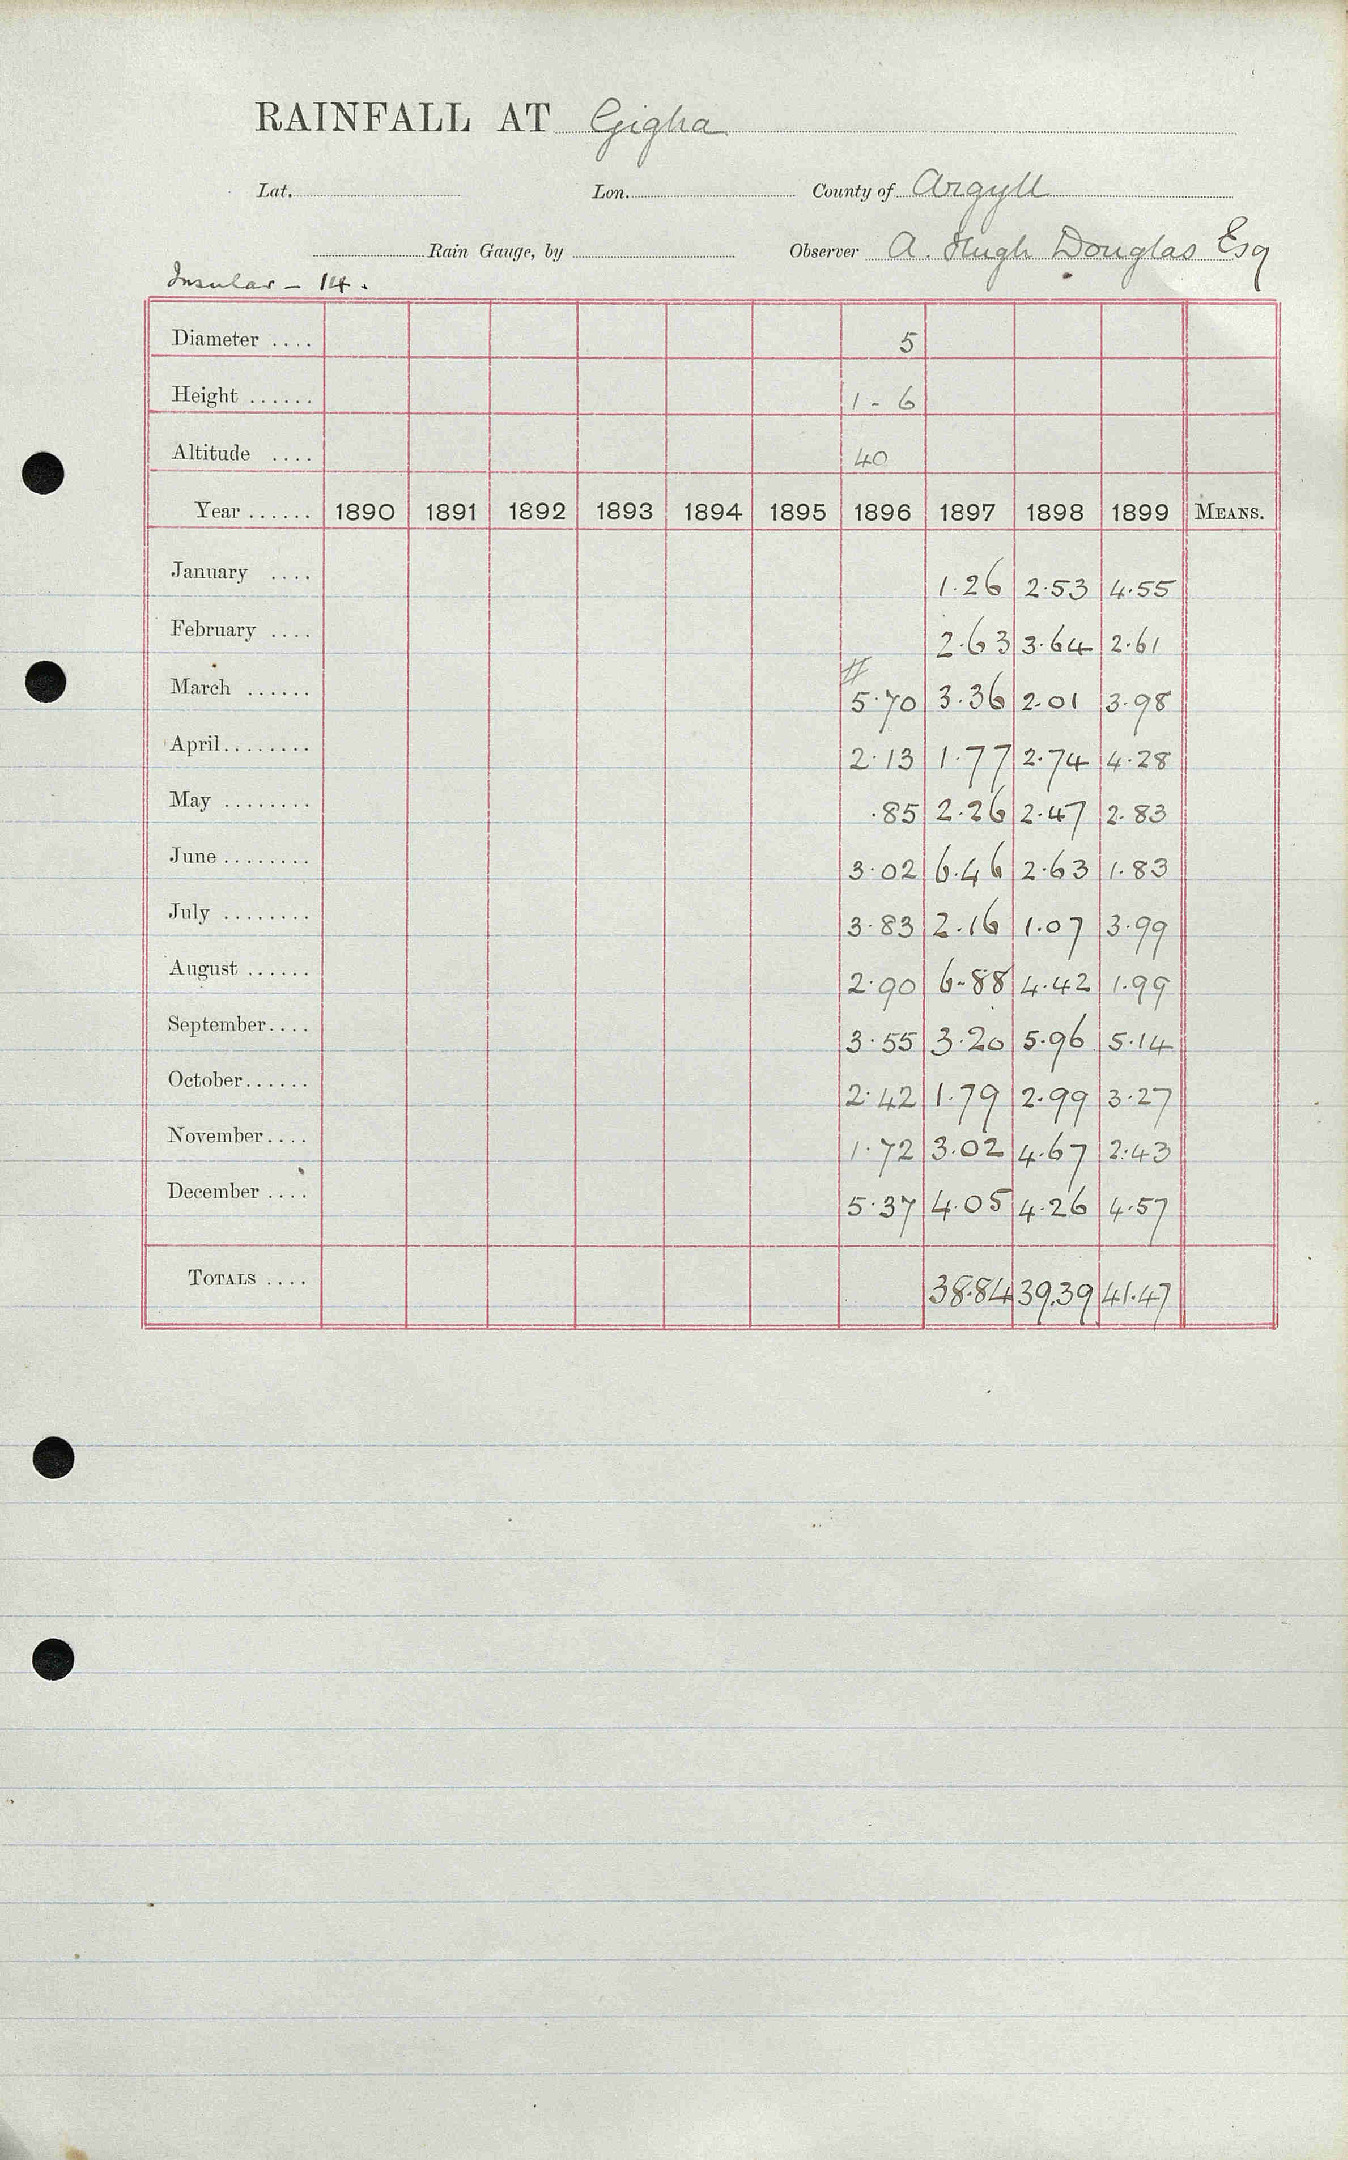 RAINFALL AT Gigha
Lat. Lon. County of Argyll
Rain Gauge, by Observer A. Hugh Douglas Esq
Insular - 14.
Diameter .... 5
Height ...... 1 - 6
Altitude .... 40
Year ...... 1890 1891 1892 1893 1894 1895 1896 1897 1898 1899 MEANS.
January .... 1.26 2.53 4.55
February .... 2.63 3.64 2.61
March ...... # 5.70 3.36 2.01 3.98
April........ 2.13 1.77 2.74 4.28
May ........ .85 2.26 2.47 2.83
June ........ 3.02 6.46 2.63 1.83
July ........ 3.83 2.16 1.07 3.99
August ...... 2.90 6.88 4.42 1.99
September.... 3.55 3.20 5.96 5.14
October...... 2.42 1.79 2.99 3.27
November.... 1.72 3.02 4.67 2.43
December .... 5.37 4.05 4.26 4.57
TOTALS .... 38.84 39.39 41.47